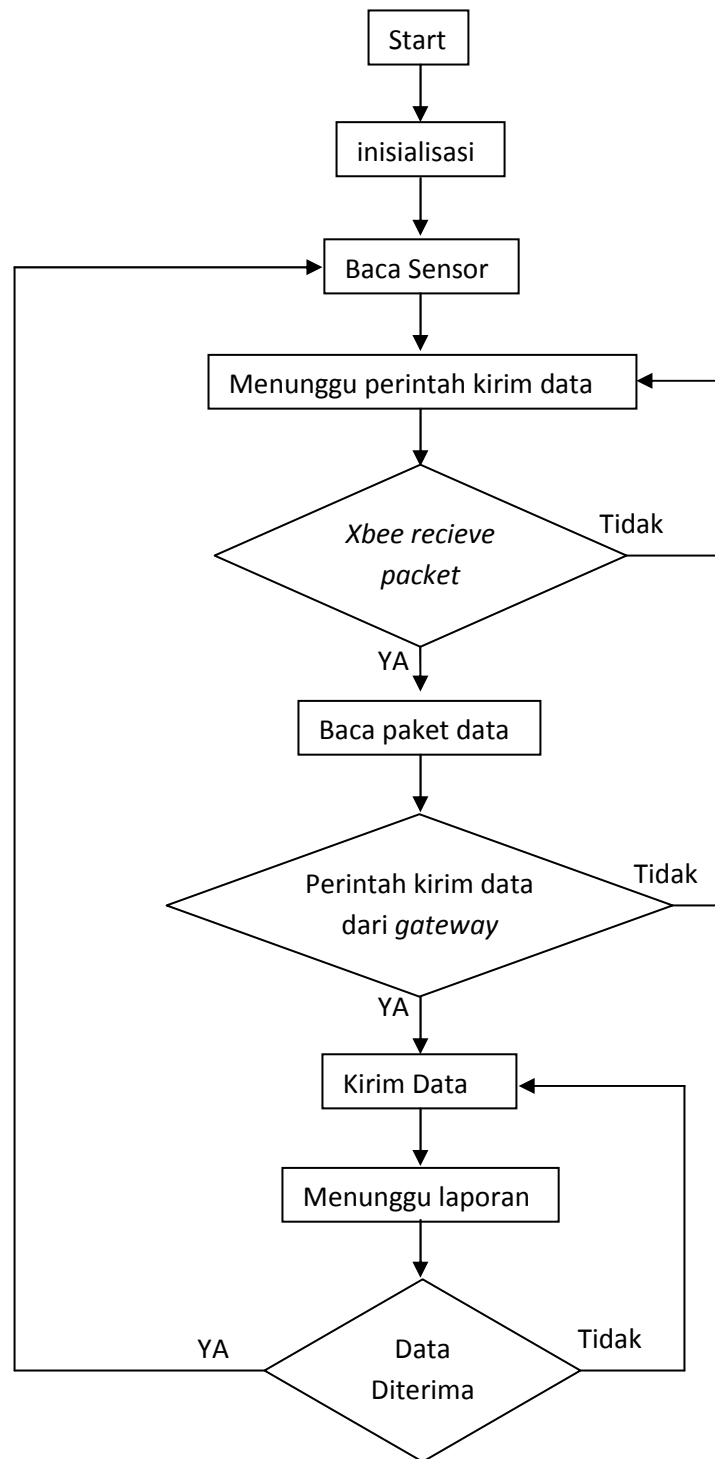 Start
inisialisasi
Baca Sensor
Menunggu perintah kirim data
Xbee recieve
packet
Tidak
YA
Baca paket data
Perintah kirim data
dari gateway
Tidak
YA
Kirim Data
Menunggu laporan
YA
Data
Diterima
Tidak